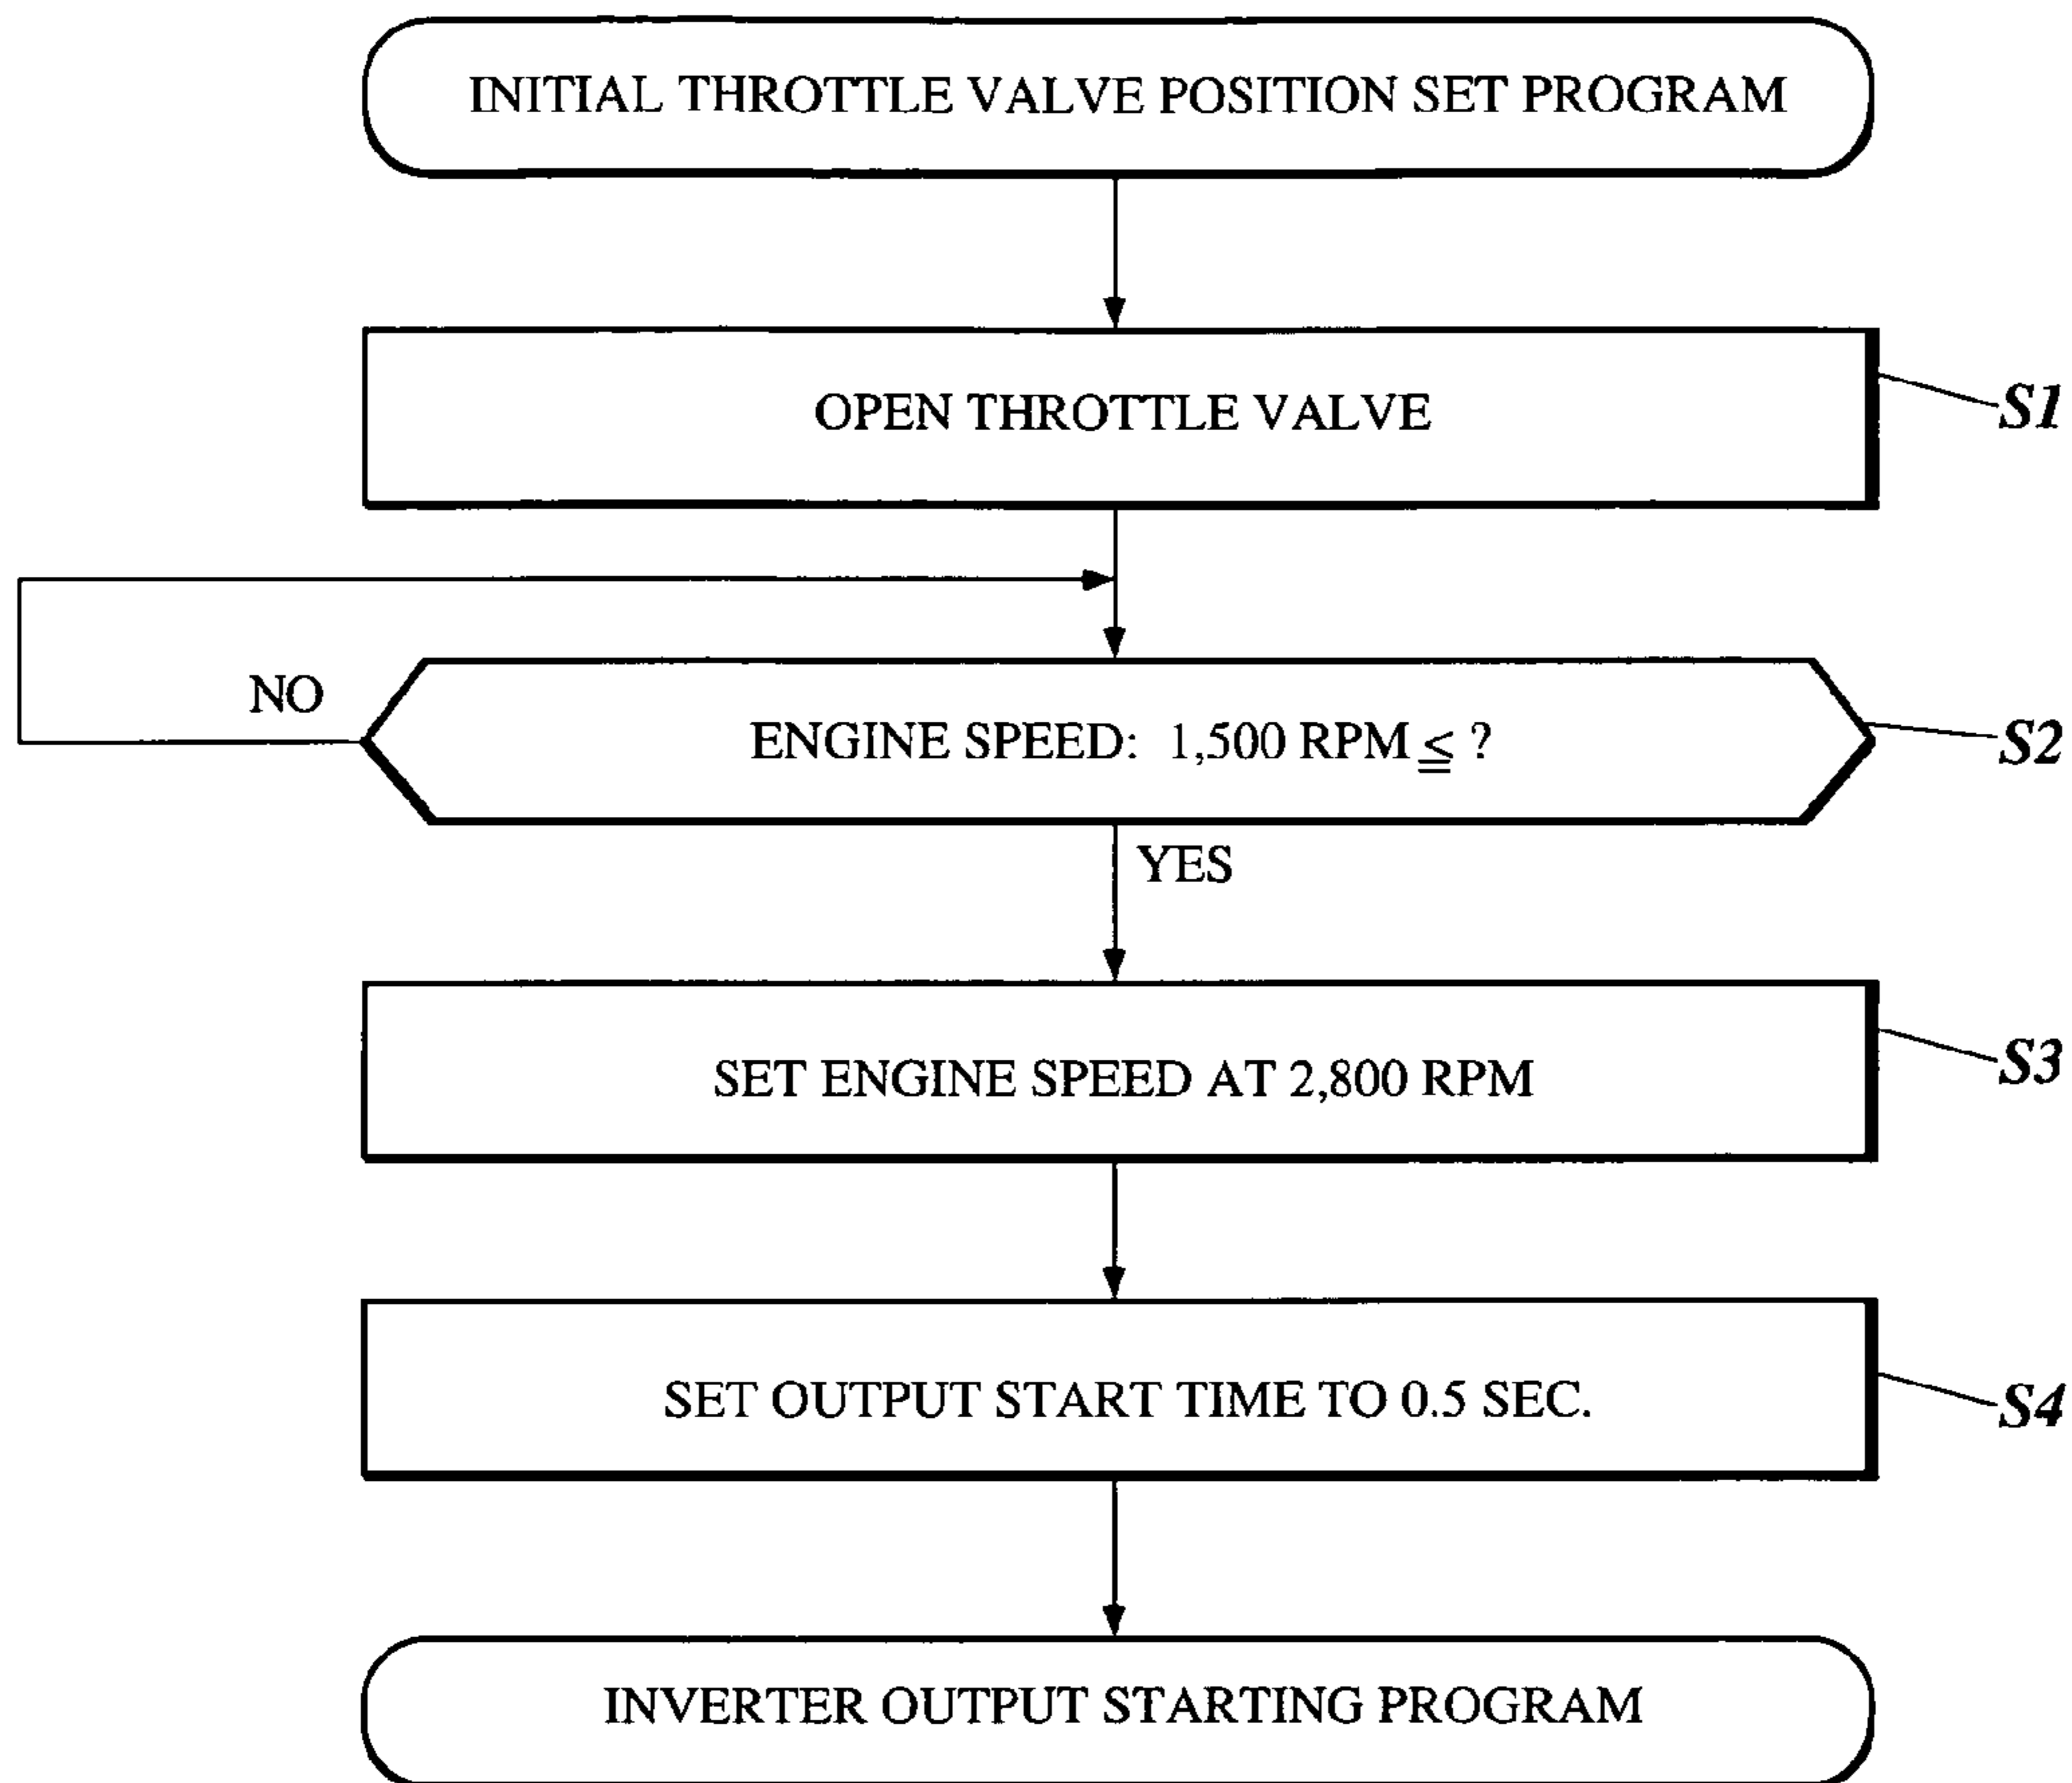 INITIAL THROTTLE VALVE POSITION SET PROGRAM
OPEN THROTTLE VALVE
S1
NO
ENGINE SPEED: 1,500 RPM ≦ ?
S2
YES
SET ENGINE SPEED AT 2,800 RPM
S3
SET OUTPUT START TIME TO 0.5 SEC.
S4
INVERTER OUTPUT STARTING PROGRAM